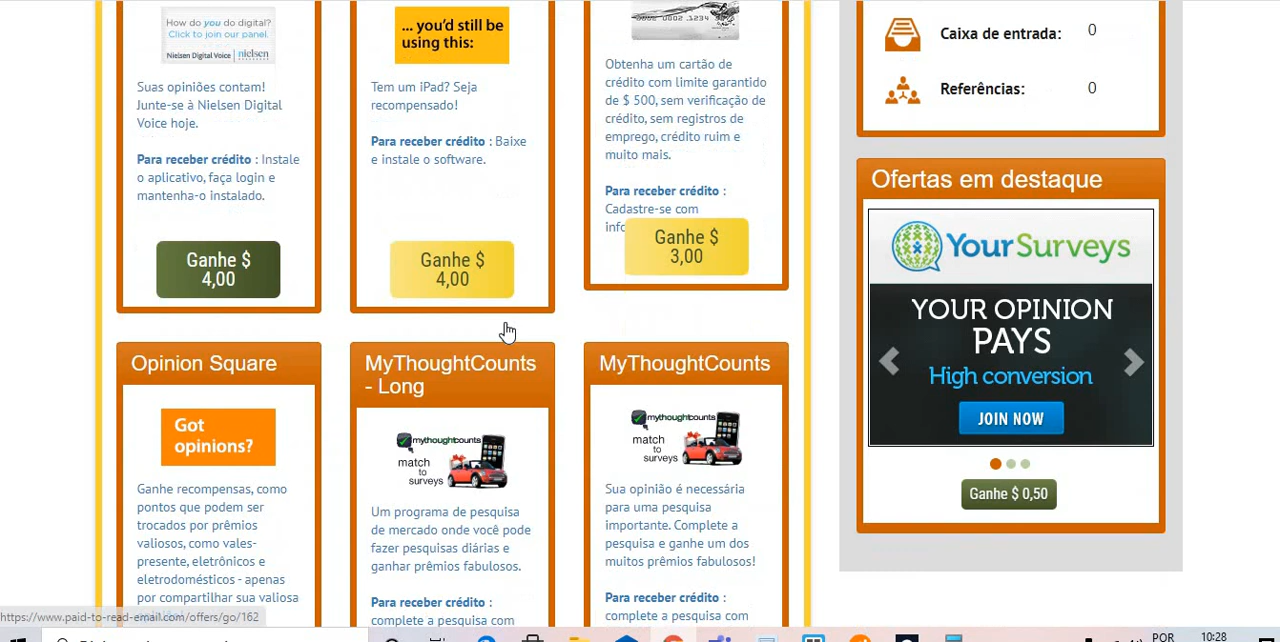 How do you do digital?
Click to join our panel.
Nielsen Digital Voice
nielsen
Suas opiniões contam!
Junte-se à Nielsen Digital
Voice hoje.
Para receber crédito : Instale
o aplicativo, faça login e
mantenha-o instalado.
Ganhe $
4,00
... you'd still be
using this:
Tem um iPad? Seja
recompensado!
Para receber crédito : Baixe
e instale o software.
Ganhe $
4,00
Obtenha um cartão de
crédito com limite garantido
de $ 500, sem verificação de
crédito, sem registros de
emprego, crédito ruim e
muito mais.
Para receber crédito :
Cadastre-se com
Ganhe $
3,00
Opinion Square
Got
opinions?
Ganhe recompensas, como
pontos que podem ser
trocados por prêmios
valiosos, como vales-
presente, eletrônicos e
eletrodomésticos - apenas
por compartilhar sua valiosa
MyThoughtCounts
- Long
mythoughtcounts
match
to
surveys
Um programa de pesquisa
de mercado onde você pode
fazer pesquisas diárias e
ganhar prêmios fabulosos.
Para receber crédito :
complete a pesquisa com
MyThoughtCounts
mythoughtcounts
match
to
surveys
Sua opinião é necessária
para uma pesquisa
importante. Complete a
pesquisa e ganhe um dos
muitos prêmios fabulosos!
Para receber crédito :
complete a pesquisa com
Caixa de entrada: 0
Referências: 0
Ofertas em destaque
YourSurveys
YOUR OPINION
PAYS
High conversion
JOIN NOW
Ganhe $ 0,50
https://www.paid-to-read-email.com/offers/go/162
POR
10:28